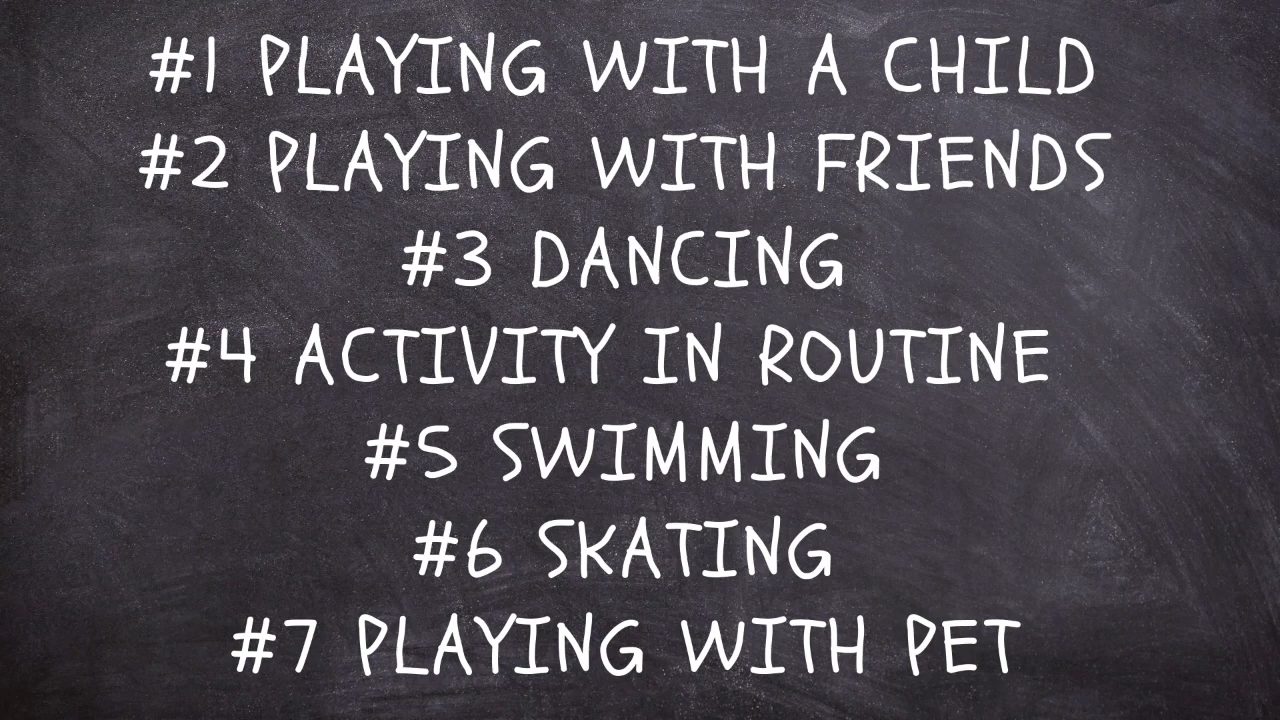 #1 PLAYING WITH A CHILD
#2 PLAYING WITH FRIENDS
#3 DANCING
#4 ACTIVITY IN ROUTINE
#5 SWIMMING
#6 SKATING
#7 PLAYING WITH PET